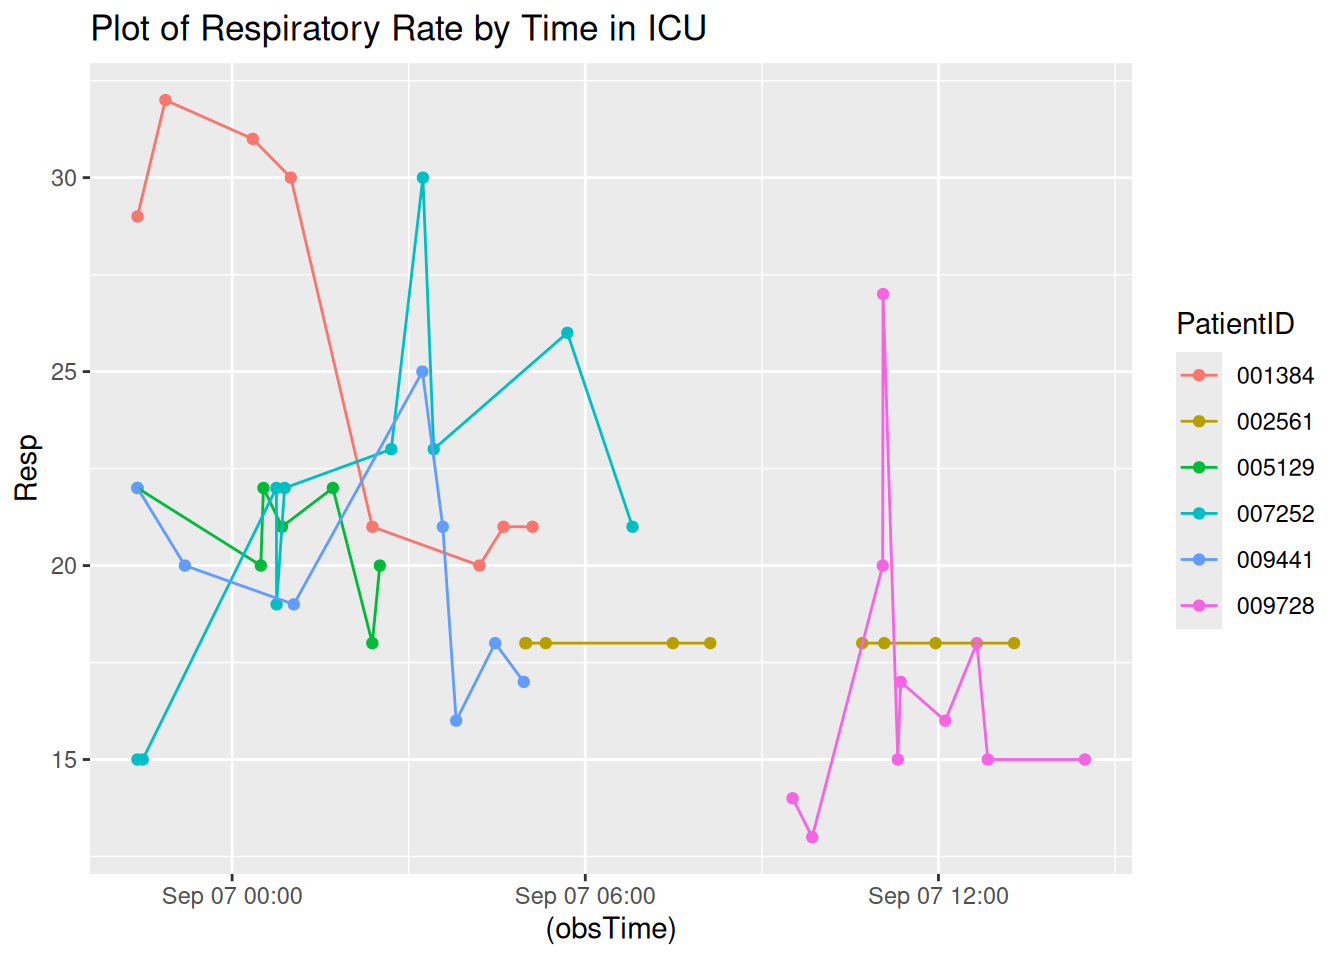 Plot of Respiratory Rate by Time in ICU
Resp
30
25
20
15
Sep 07 00:00
Sep 07 06:00
Sep 07 12:00
(obsTime)
PatientID
001384
002561
005129
007252
009441
009728